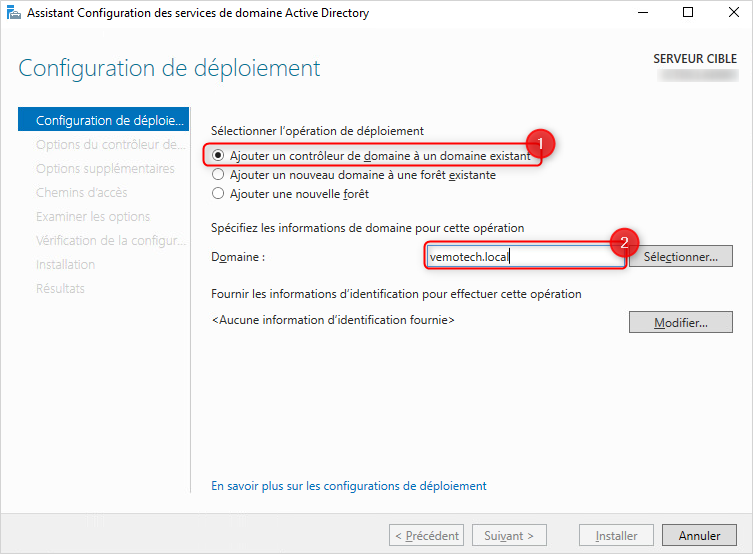 Assistant Configuration des services de domaine Active Directory
Configuration de déploiement
SERVEUR CIBLE
Configuration de déploie...
Options du contrôleur de...
Options supplémentaires
Chemins d'accès
Examiner les options
Vérification de la configur...
Installation
Résultats
Sélectionner l'opération de déploiement
1
Ajouter un contrôleur de domaine à un domaine existant
Ajouter un nouveau domaine à une forêt existante
Ajouter une nouvelle forêt
Spécifiez les informations de domaine pour cette opération
2
Domaine : vemotech.local Sélectionner...
Fournir les informations d'identification pour effectuer cette opération
<Aucune information d'identification fournie> Modifier...
En savoir plus sur les configurations de déploiement
< Précédent Suivant > Installer Annuler